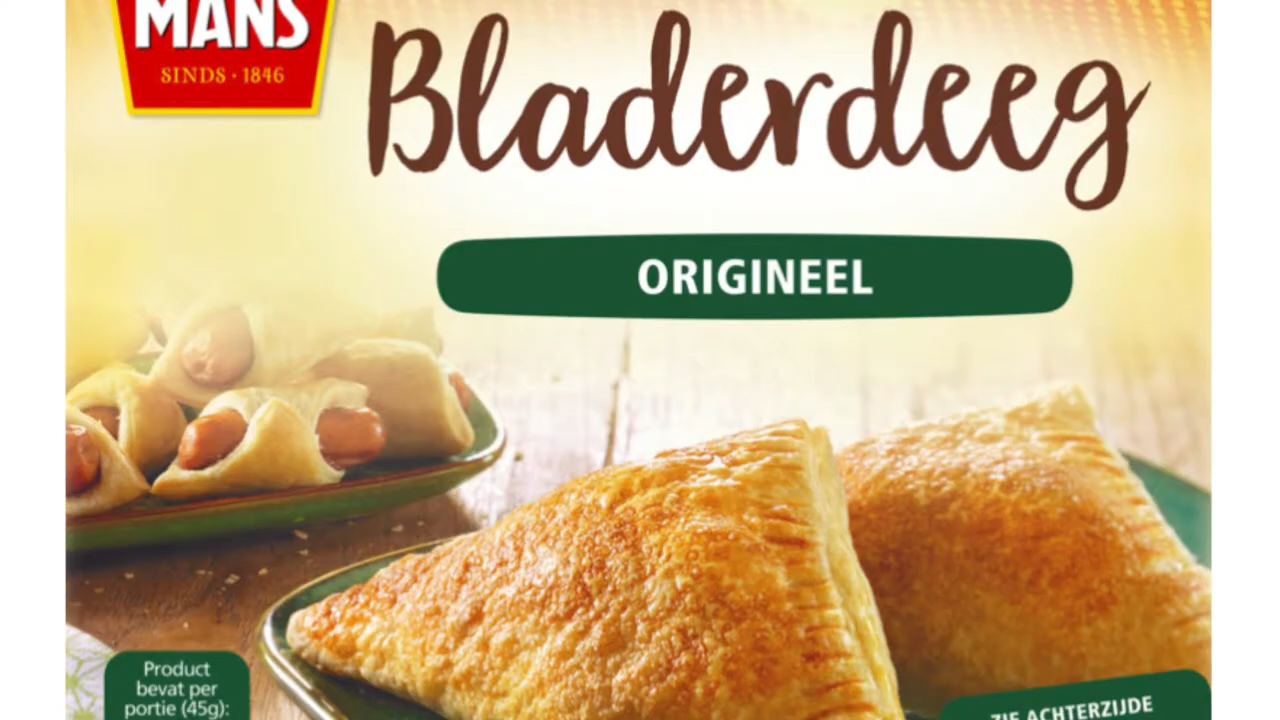 MANS
SINDS · 1846
Bladerdeeg
ORIGINEEL
Product
bevat per
portie (45g):
ZIE ACHTERZIJDE